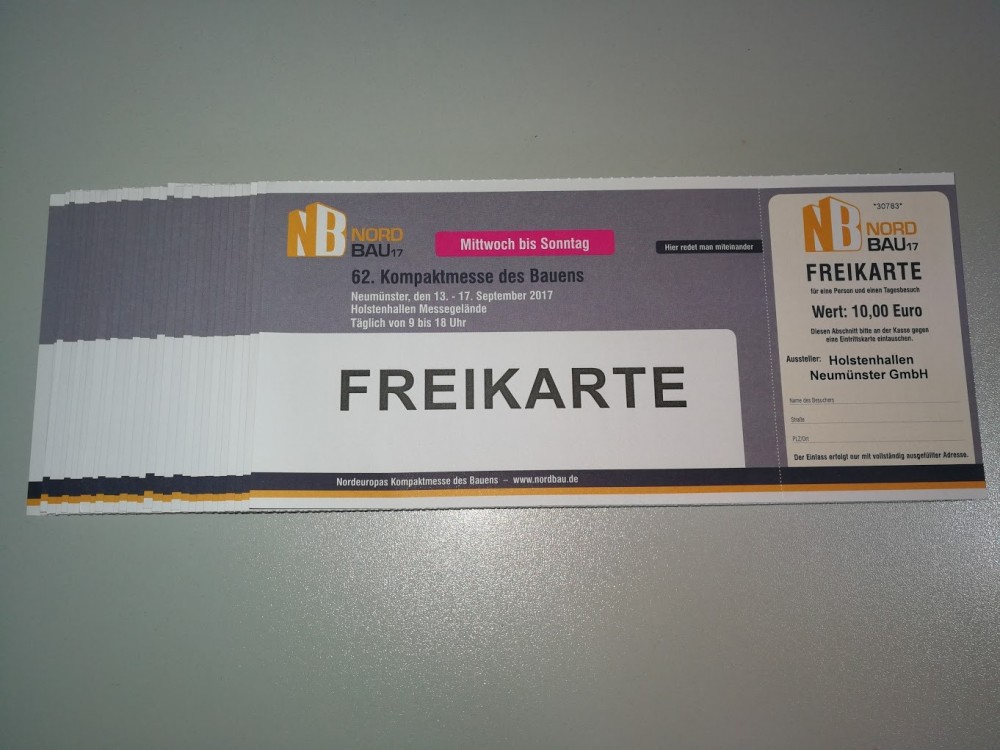 NB NORD
BAU17
Mittwoch bis Sonntag
Hier redet man miteinander
62. Kompaktmesse des Bauens
Neumünster, den 13. - 17. September 2017
Holstenhallen Messegelände
Täglich von 9 bis 18 Uhr
FREIKARTE
Nordeuropas Kompaktmesse des Bauens – www.nordbau.de
*30783*
NB NORD
BAU17
FREIKARTE
für eine Person und einen Tagesbesuch
Wert: 10,00 Euro
Diesen Abschnitt bitte an der Kasse gegen
eine Eintrittskarte eintauschen.
Aussteller: Holstenhallen
Neumünster GmbH
Name des Besuchers
Straße
PLZ/Ort
Der Einlass erfolgt nur mit vollständig ausgefüllter Adresse.